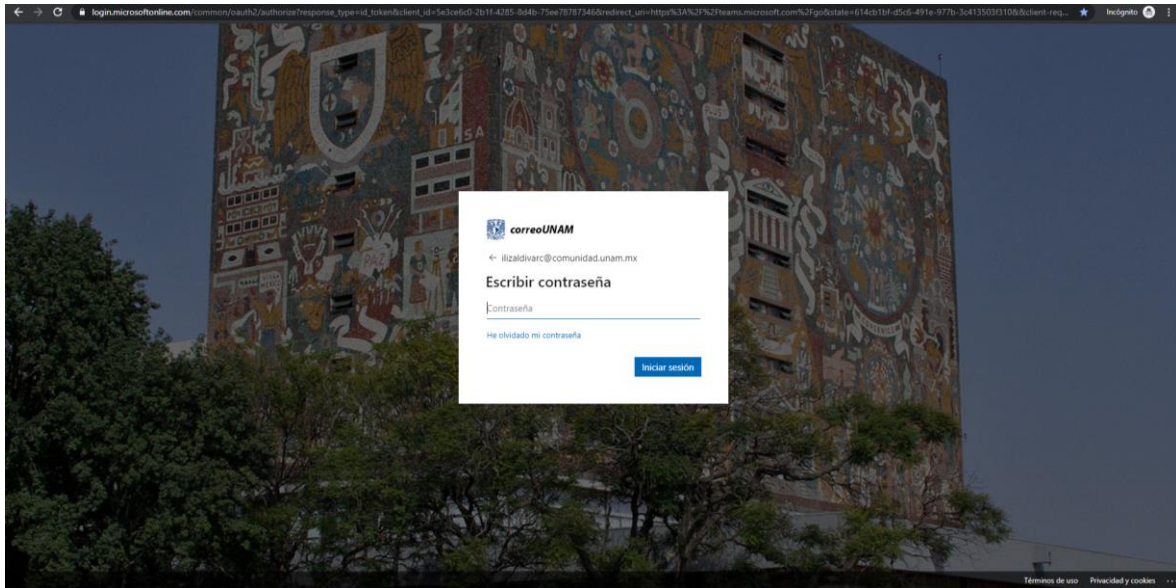 login.microsoftonline.com/common/oauth2/authorize?response_type=id_token&client_id=5e3ce6c0-2b1f-4285-8d4b-75ee78787346&redirect_uri=https%3A%2F%2Fteams.microsoft.com%2Fgo&state=614cb1bf-d5c6-491e-977b-3c413503f310&&client-req... Incógnito
SA
PAZ
correoUNAM
← ilizaldivarc@comunidad.unam.mx
Escribir contraseña
Contraseña
He olvidado mi contraseña
Iniciar sesión
Términos de uso Privacidad y cookies ...